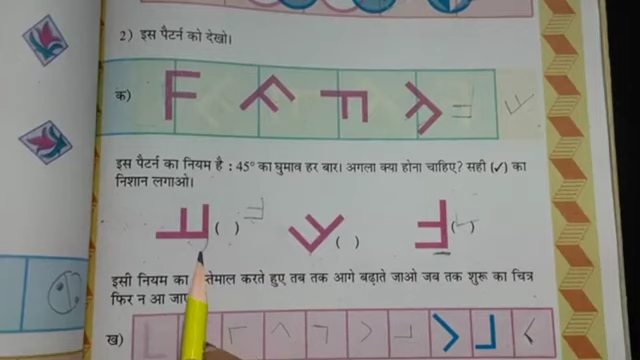 2) इस पैटर्न को देखो।
क)
इस पैटर्न का नियम है : 45° का घुमाव हर बार। अगला क्या होना चाहिए? सही (✓) का
निशान लगाओ।
( ) ( ) ( )
इसी नियम का करते हुए तब तक आगे बढ़ाते जाओ जब तक शुरू का चित्र
फिर न आ
ख)